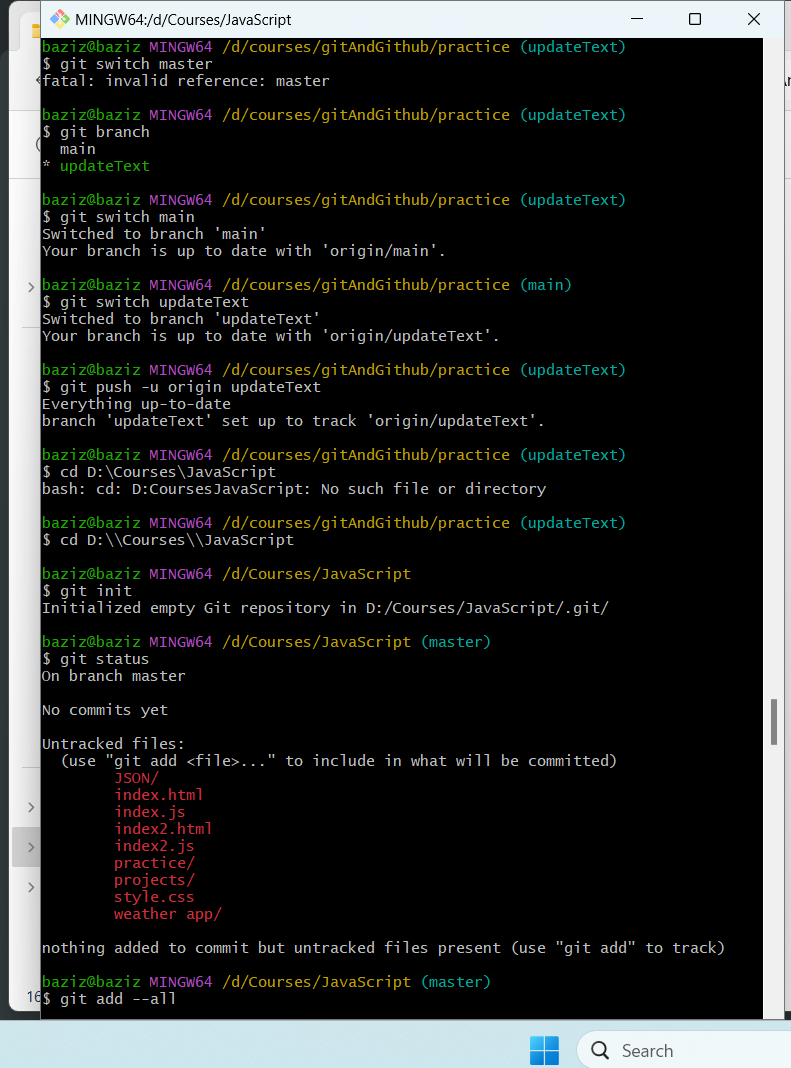 MINGW64:/d/Courses/JavaScript
baziz@baziz MINGW64 /d/courses/gitAndGithub/practice (updateText)
$ git switch master
fatal: invalid reference: master
baziz@baziz MINGW64 /d/courses/gitAndGithub/practice (updateText)
$ git branch
  main
* updateText
baziz@baziz MINGW64 /d/courses/gitAndGithub/practice (updateText)
$ git switch main
Switched to branch 'main'
Your branch is up to date with 'origin/main'.
baziz@baziz MINGW64 /d/courses/gitAndGithub/practice (main)
$ git switch updateText
Switched to branch 'updateText'
Your branch is up to date with 'origin/updateText'.
baziz@baziz MINGW64 /d/courses/gitAndGithub/practice (updateText)
$ git push -u origin updateText
Everything up-to-date
branch 'updateText' set up to track 'origin/updateText'.
baziz@baziz MINGW64 /d/courses/gitAndGithub/practice (updateText)
$ cd D:\Courses\JavaScript
bash: cd: D:CoursesJavaScript: No such file or directory
baziz@baziz MINGW64 /d/courses/gitAndGithub/practice (updateText)
$ cd D:\\Courses\\JavaScript
baziz@baziz MINGW64 /d/Courses/JavaScript
$ git init
Initialized empty Git repository in D:/Courses/JavaScript/.git/
baziz@baziz MINGW64 /d/Courses/JavaScript (master)
$ git status
On branch master
No commits yet
Untracked files:
  (use "git add <file>..." to include in what will be committed)
        JSON/
        index.html
        index.js
        index2.html
        index2.js
        practice/
        projects/
        style.css
        weather app/
nothing added to commit but untracked files present (use "git add" to track)
baziz@baziz MINGW64 /d/Courses/JavaScript (master)
$ git add --all
16
Search